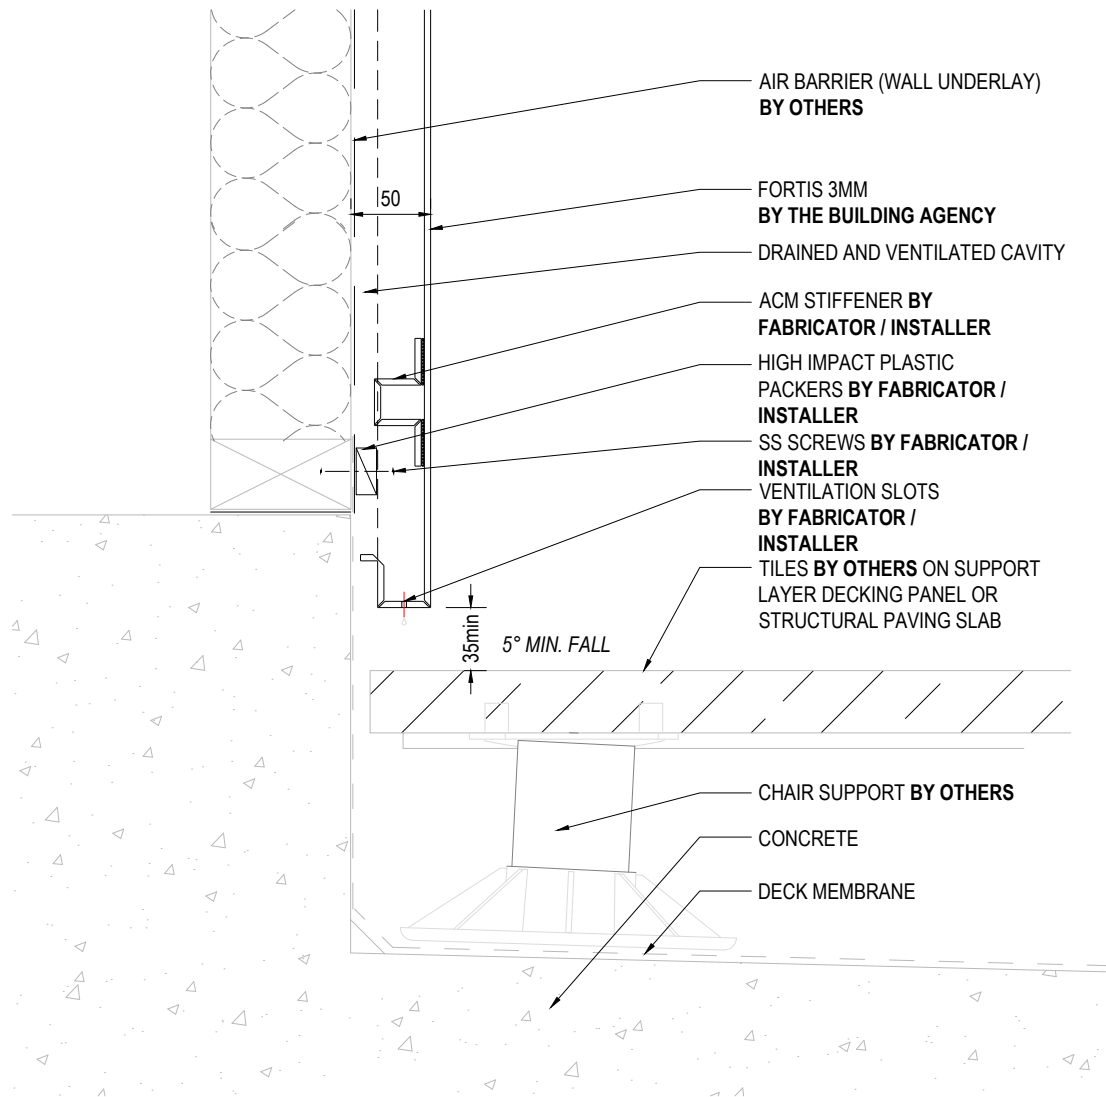 AIR BARRIER (WALL UNDERLAY)
BY OTHERS
FORTIS 3MM
BY THE BUILDING AGENCY
50
DRAINED AND VENTILATED CAVITY
ACM STIFFENER BY
FABRICATOR / INSTALLER
HIGH IMPACT PLASTIC
PACKERS BY FABRICATOR /
INSTALLER
SS SCREWS BY FABRICATOR /
INSTALLER
VENTILATION SLOTS
BY FABRICATOR /
INSTALLER
TILES BY OTHERS ON SUPPORT
LAYER DECKING PANEL OR
STRUCTURAL PAVING SLAB
35min
5° MIN. FALL
CHAIR SUPPORT BY OTHERS
CONCRETE
DECK MEMBRANE